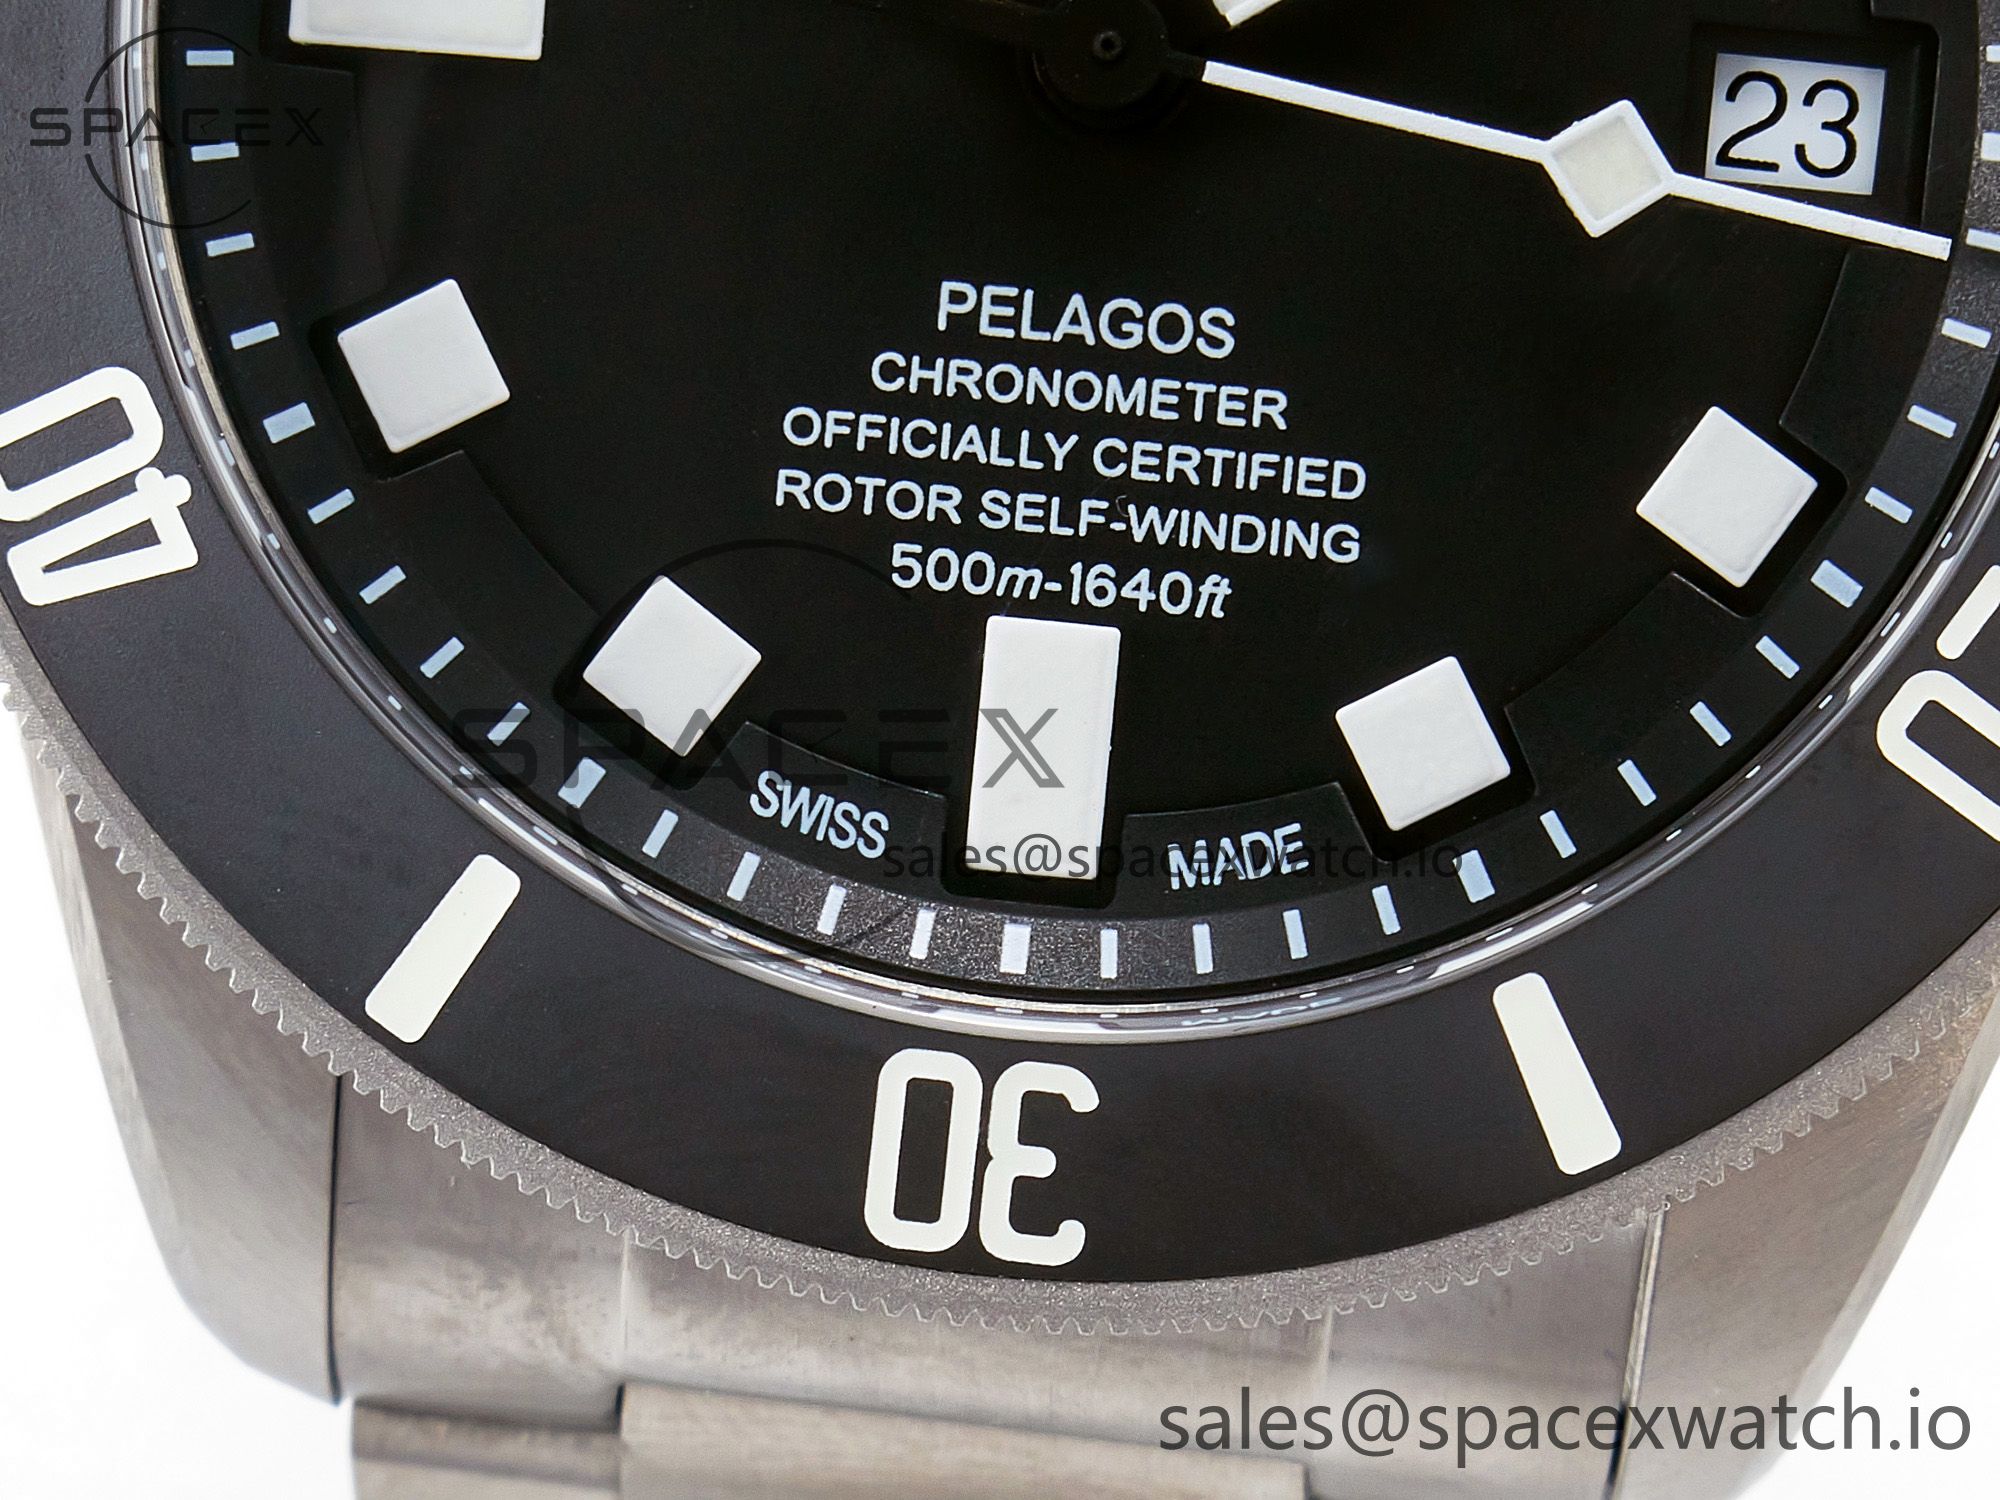 SPACEX
23
PELAGOS
CHRONOMETER
OFFICIALLY CERTIFIED
ROTOR SELF-WINDING
500m-1640ft
40
SPACEX
SWISS MADE
sales@spacexwatch.io
30
sales@spacexwatch.io